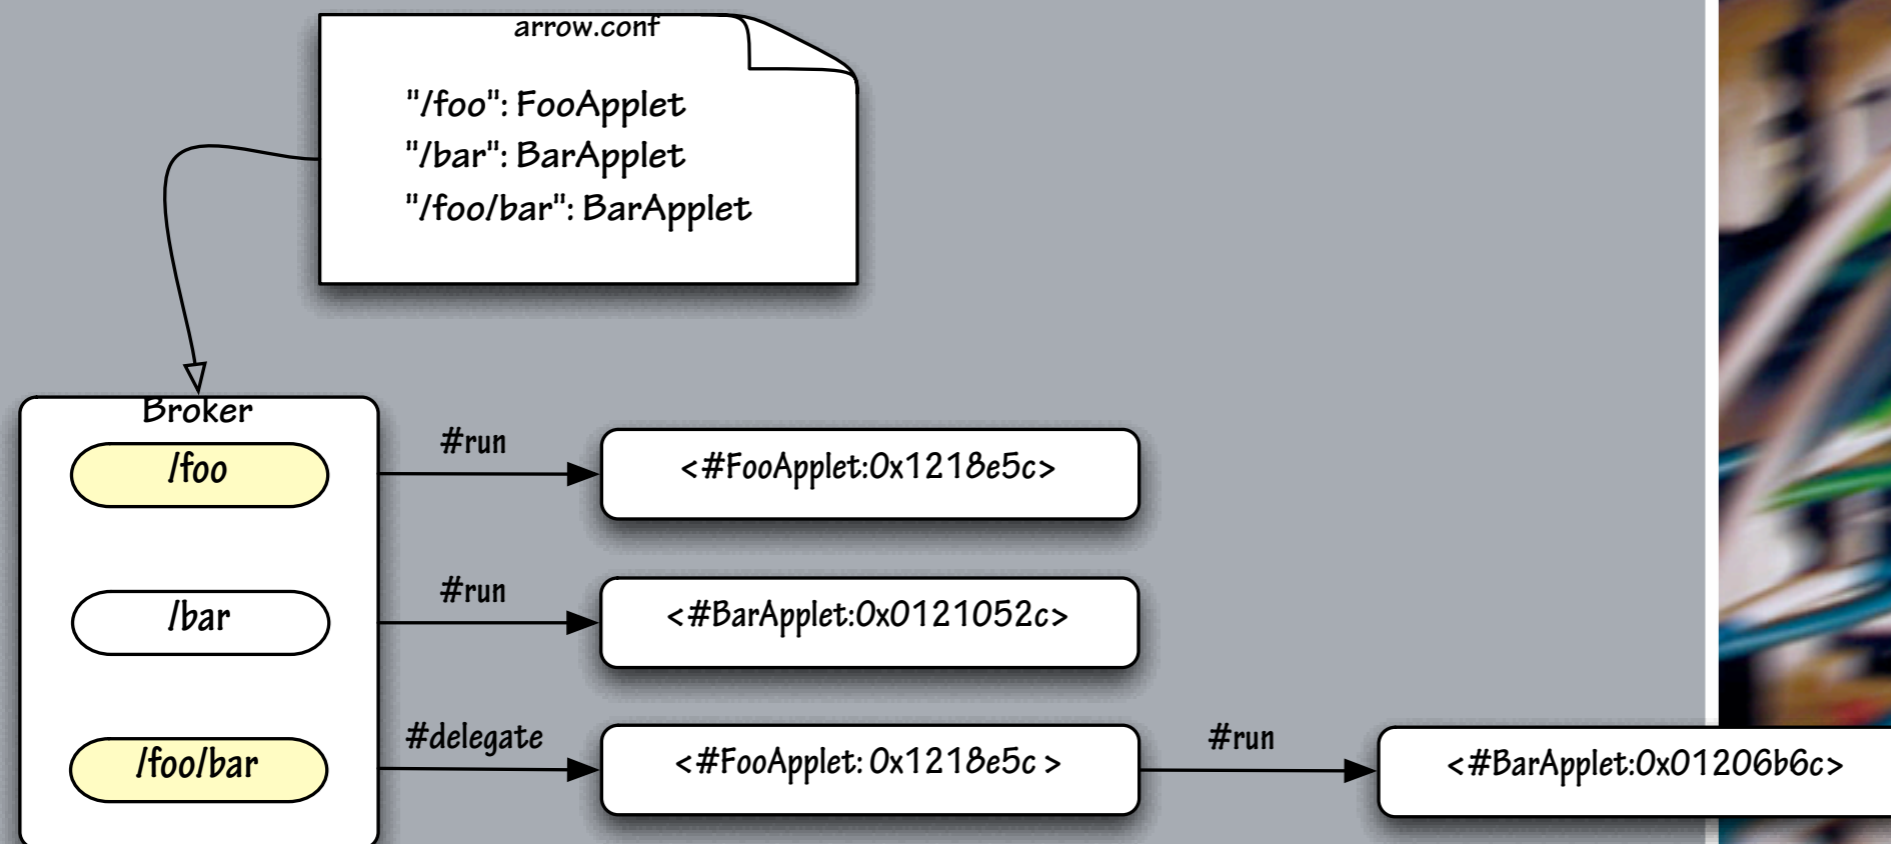 arrow.conf
"/foo": FooApplet
"/bar": BarApplet
"/foo/bar": BarApplet
Broker
/foo
#run
<#FooApplet:0x1218e5c>
/bar
#run
<#BarApplet:0x0121052c>
/foo/bar
#delegate
<#FooApplet: 0x1218e5c >
#run
<#BarApplet:0x01206b6c>